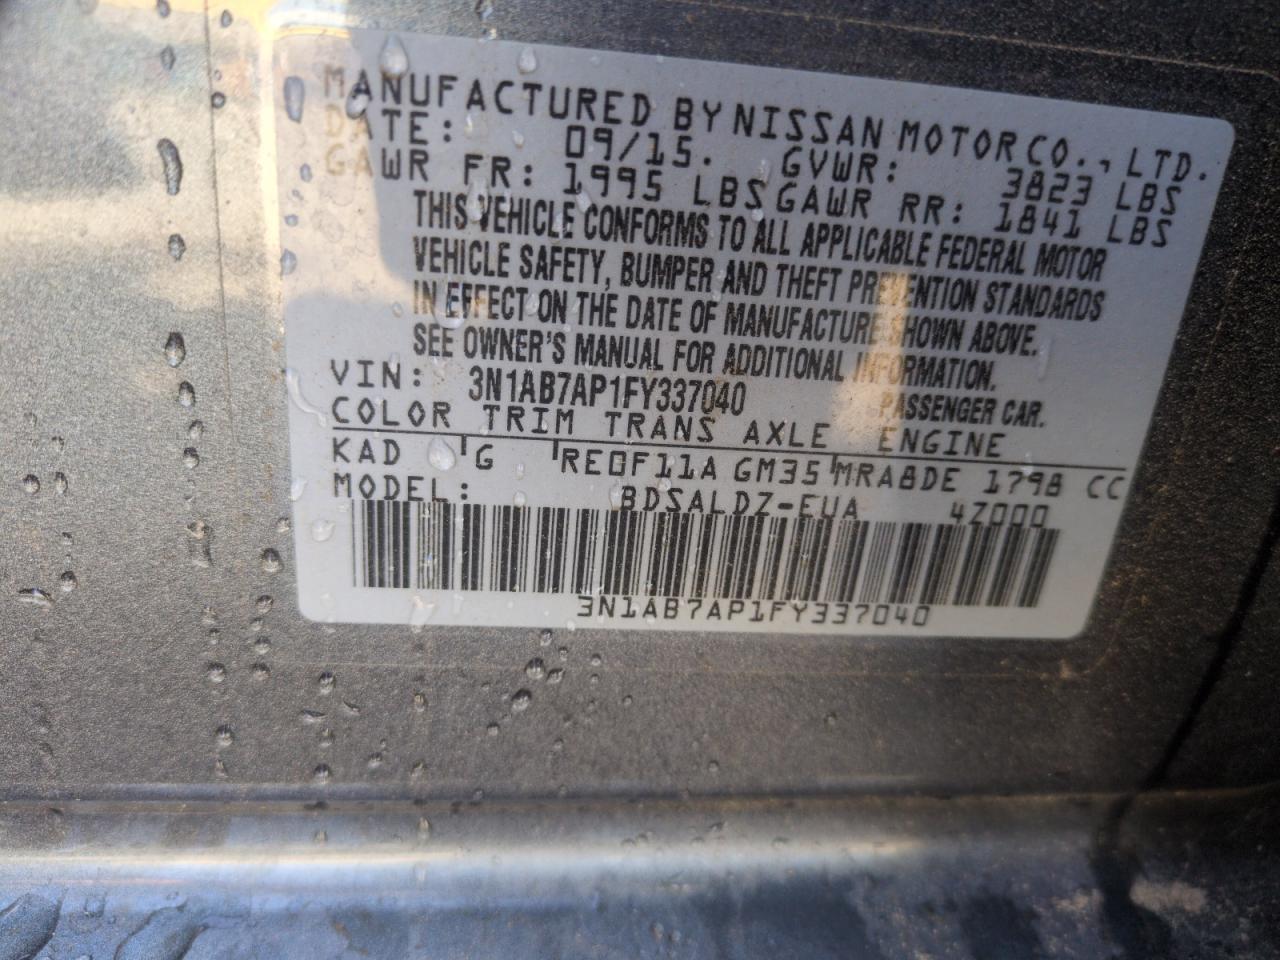 MANUFACTURED BY NISSAN MOTOR CO., LTD.
DATE: 09/15. GVWR: 3823 LBS
GAWR FR: 1995 LBS GAWR RR: 1841 LBS
THIS VEHICLE CONFORMS TO ALL APPLICABLE FEDERAL MOTOR
VEHICLE SAFETY, BUMPER AND THEFT PREVENTION STANDARDS
IN EFFECT ON THE DATE OF MANUFACTURE SHOWN ABOVE.
SEE OWNER'S MANUAL FOR ADDITIONAL INFORMATION.
VIN: 3N1AB7AP1FY337040 PASSENGER CAR.
COLOR TRIM TRANS AXLE ENGINE
KAD G RE0F11A GM35 MRA8DE 1798 CC
MODEL: BDSALDZ-EUA 4Z000
3N1AB7AP1FY337040